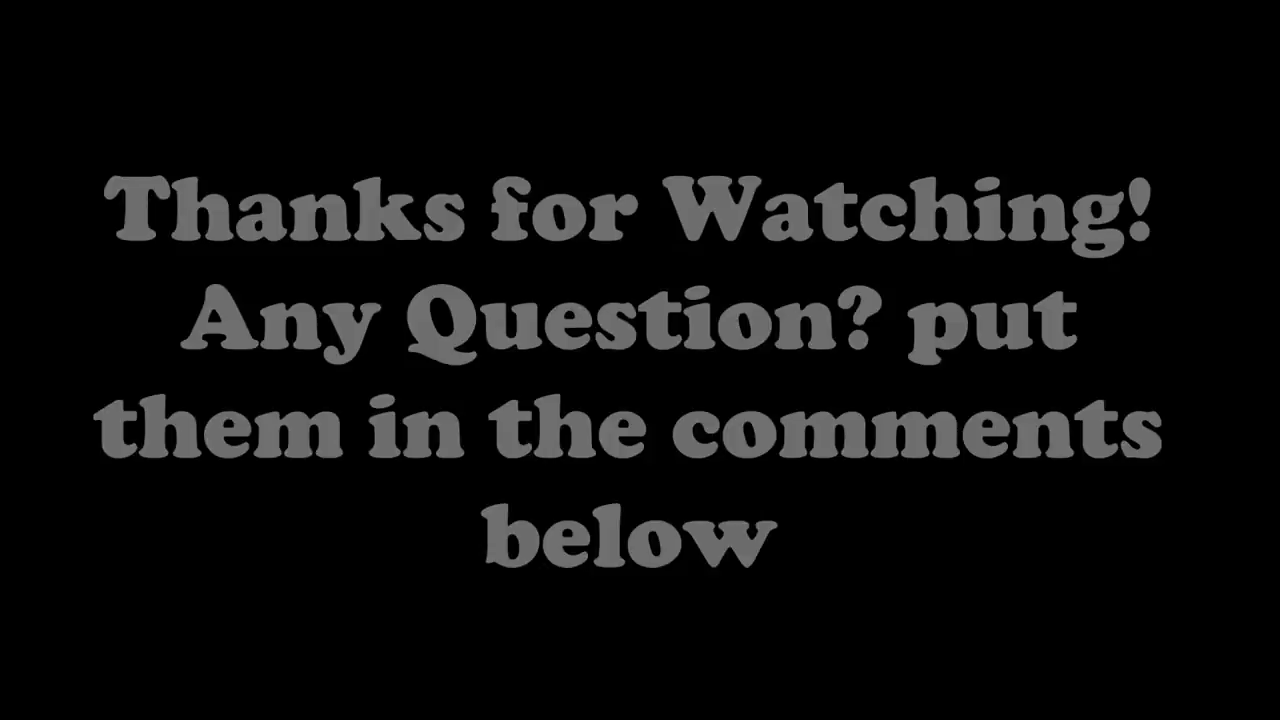 Thanks for Watching!
Any Question? put
them in the comments
below